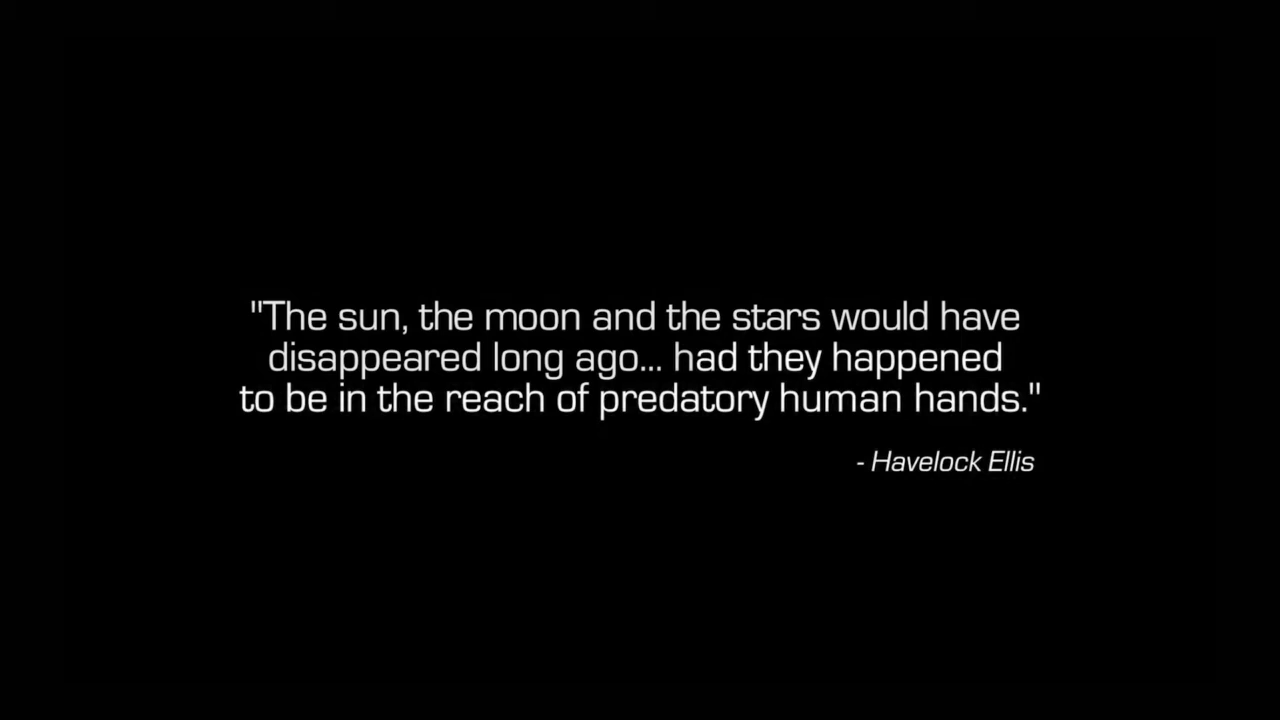 "The sun, the moon and the stars would have
disappeared long ago... had they happened
to be in the reach of predatory human hands."
- Havelock Ellis